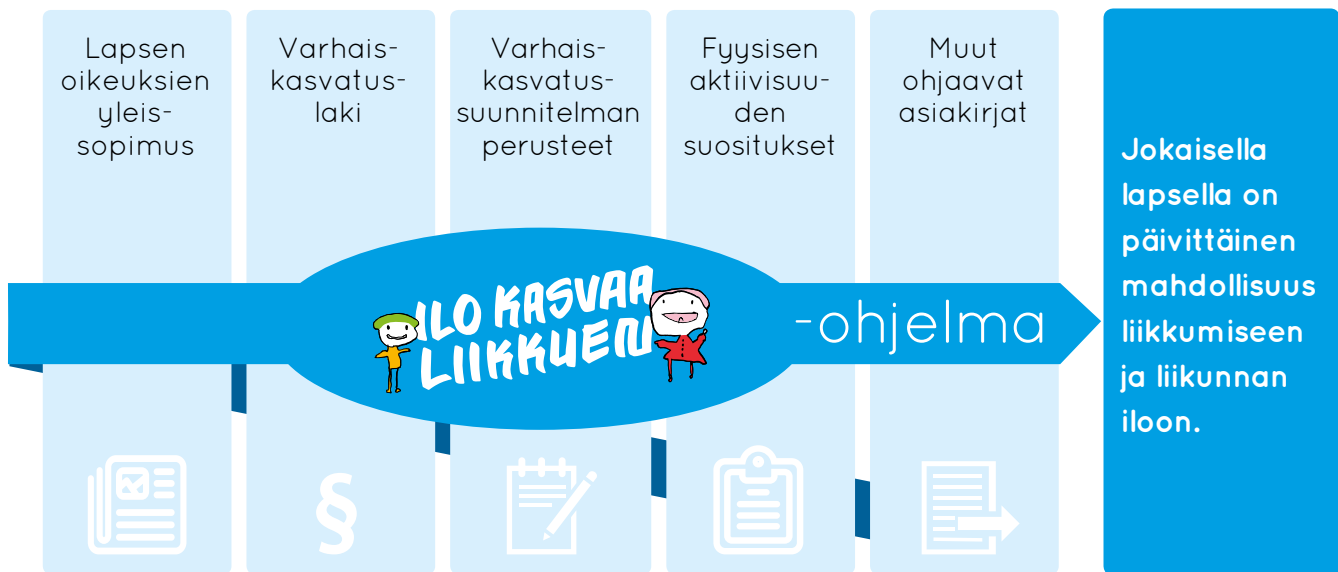 Lapsen
oikeuksien
yleis-
sopimus
Varhais-
kasvatus-
laki
Varhais-
kasvatus-
suunnitelman
perusteet
Fyysisen
aktiivisuu-
den
suositukset
Muut
ohjaavat
asiakirjat
ILO KASVAA
LIIKKUEN
-ohjelma
§
Jokaisella
lapsella on
päivittäinen
mahdollisuus
liikkumiseen
ja liikunnan
iloon.